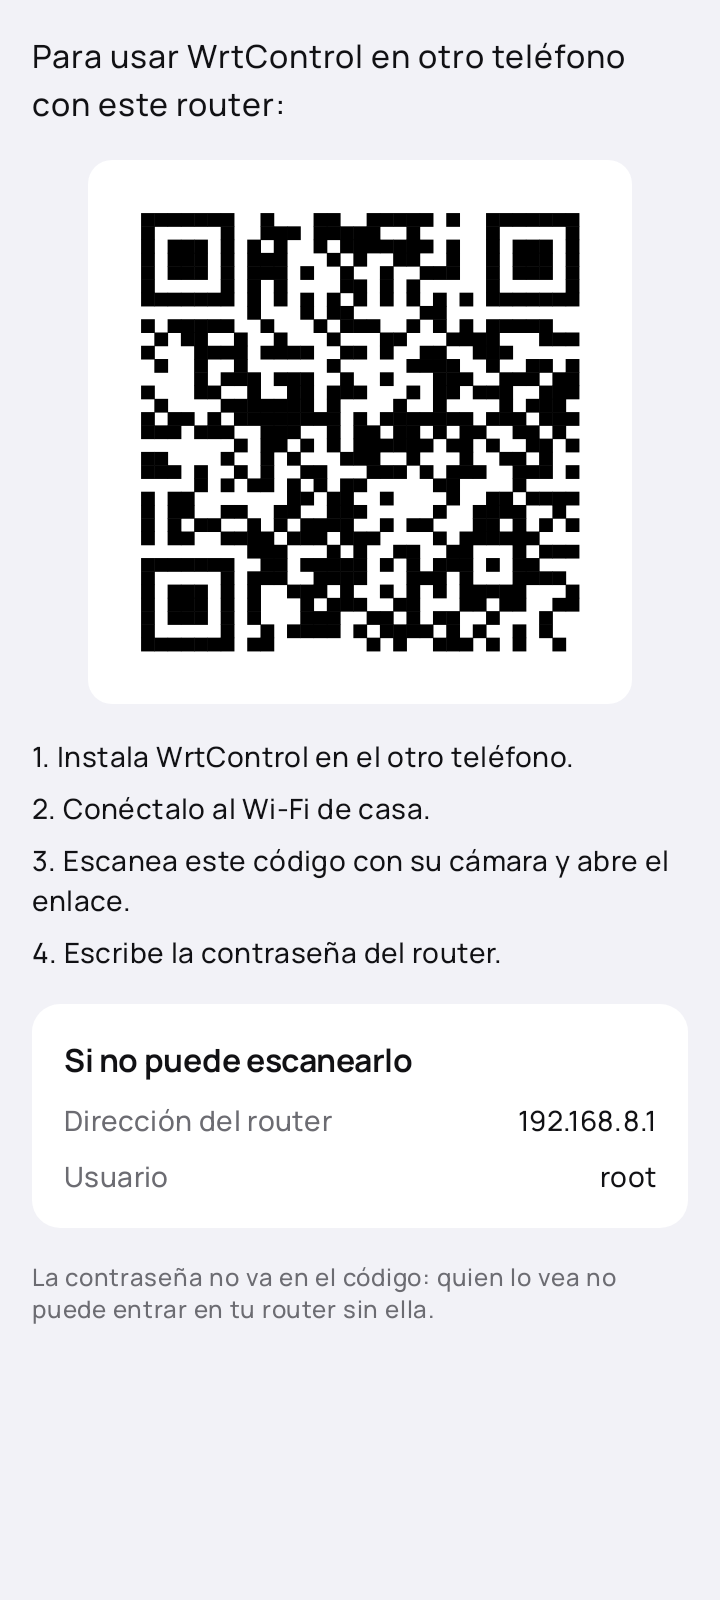 Para usar WrtControl en otro teléfono
con este router:
1. Instala WrtControl en el otro teléfono.
2. Conéctalo al Wi-Fi de casa.
3. Escanea este código con su cámara y abre el
enlace.
4. Escribe la contraseña del router.
Si no puede escanearlo
Dirección del router 192.168.8.1
Usuario root
La contraseña no va en el código: quien lo vea no
puede entrar en tu router sin ella.